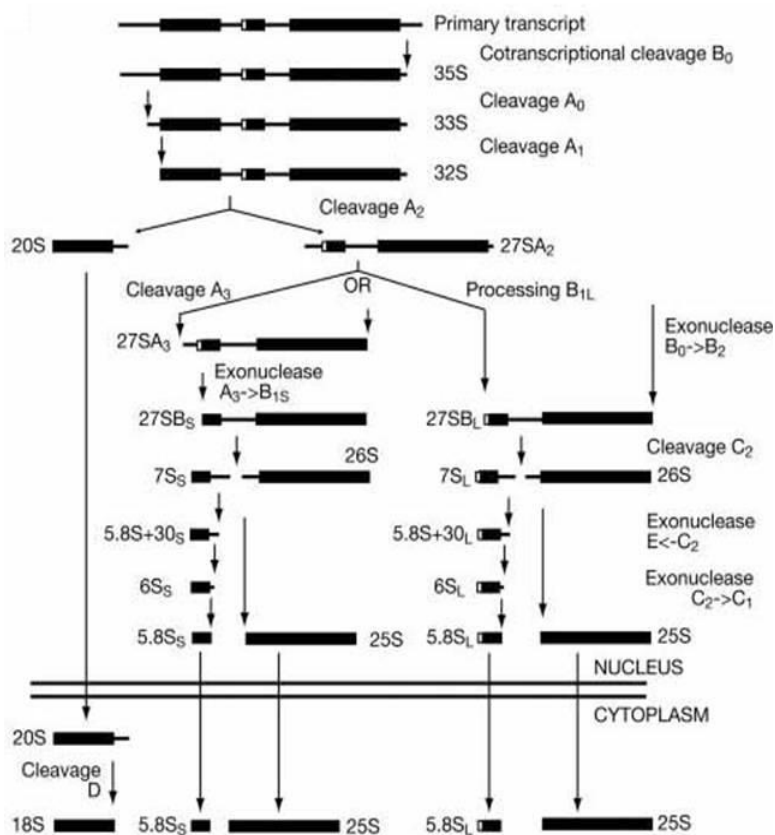 Primary transcript
Cotranscriptional cleavage B₀
35S
Cleavage A₀
33S
Cleavage A₁
32S
Cleavage A₂
20S
27SA₂
Cleavage A₃
OR
Processing B₁L
27SA₃
Exonuclease
B₀->B₂
Exonuclease
A₃->B₁S
27SBS
27SBL
Cleavage C₂
26S
7SS
7SL
26S
5.8S+30S
5.8S+30L
Exonuclease
E<-C₂
6SS
6SL
Exonuclease
C₂->C₁
5.8SS
25S
5.8SL
25S
NUCLEUS
CYTOPLASM
20S
Cleavage
D
18S
5.8SS
25S
5.8SL
25S